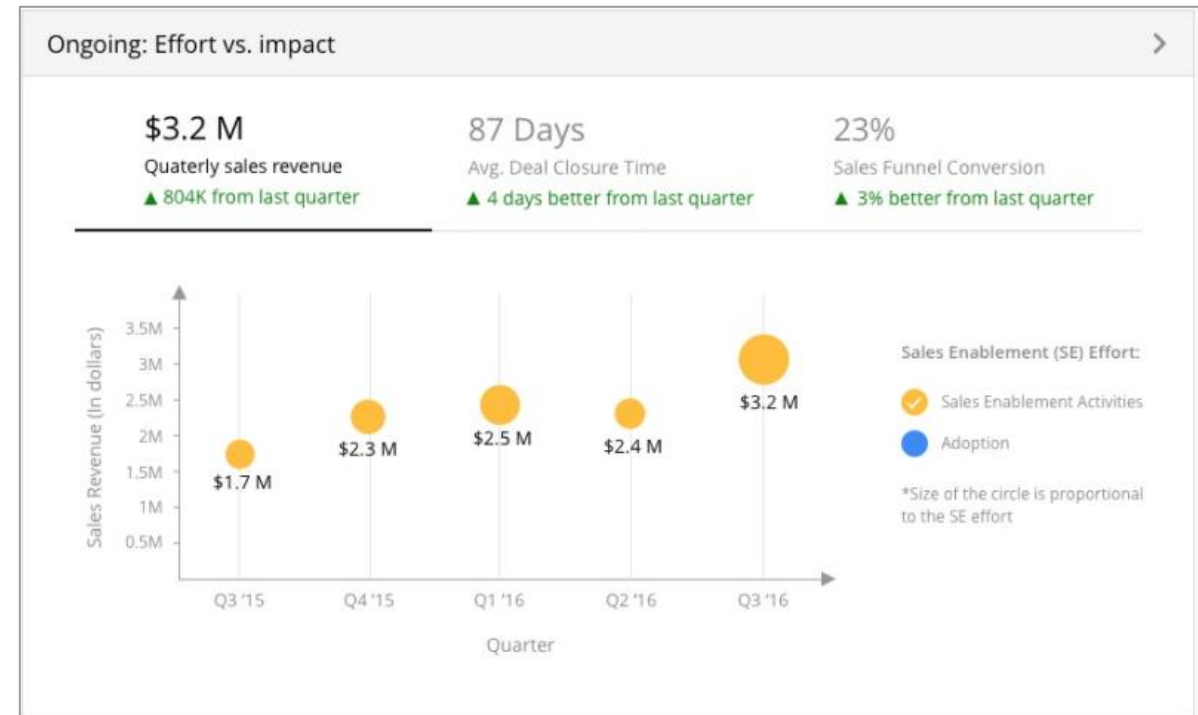 Ongoing: Effort vs. impact
$3.2 M
Quaterly sales revenue
▲ 804K from last quarter
87 Days
Avg. Deal Closure Time
▲ 4 days better from last quarter
23%
Sales Funnel Conversion
▲ 3% better from last quarter
Sales Revenue (In dollars)
3.5M
3M
2.5M
2M
1.5M
1M
0.5M
$1.7 M
$2.3 M
$2.5 M
$2.4 M
$3.2 M
Q3 '15
Q4 '15
Q1 '16
Q2 '16
Q3 '16
Quarter
Sales Enablement (SE) Effort:
Sales Enablement Activities
Adoption
*Size of the circle is proportional
to the SE effort